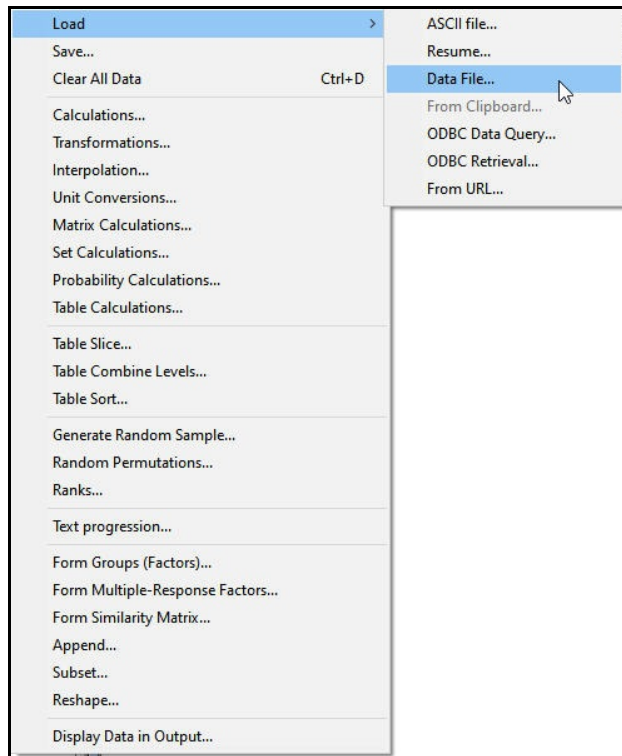 Load
Save...
Clear All Data Ctrl+D
Calculations...
Transformations...
Interpolation...
Unit Conversions...
Matrix Calculations...
Set Calculations...
Probability Calculations...
Table Calculations...
Table Slice...
Table Combine Levels...
Table Sort...
Generate Random Sample...
Random Permutations...
Ranks...
Text progression...
Form Groups (Factors)...
Form Multiple-Response Factors...
Form Similarity Matrix...
Append...
Subset...
Reshape...
Display Data in Output...
ASCII file...
Resume...
Data File...
From Clipboard...
ODBC Data Query...
ODBC Retrieval...
From URL...